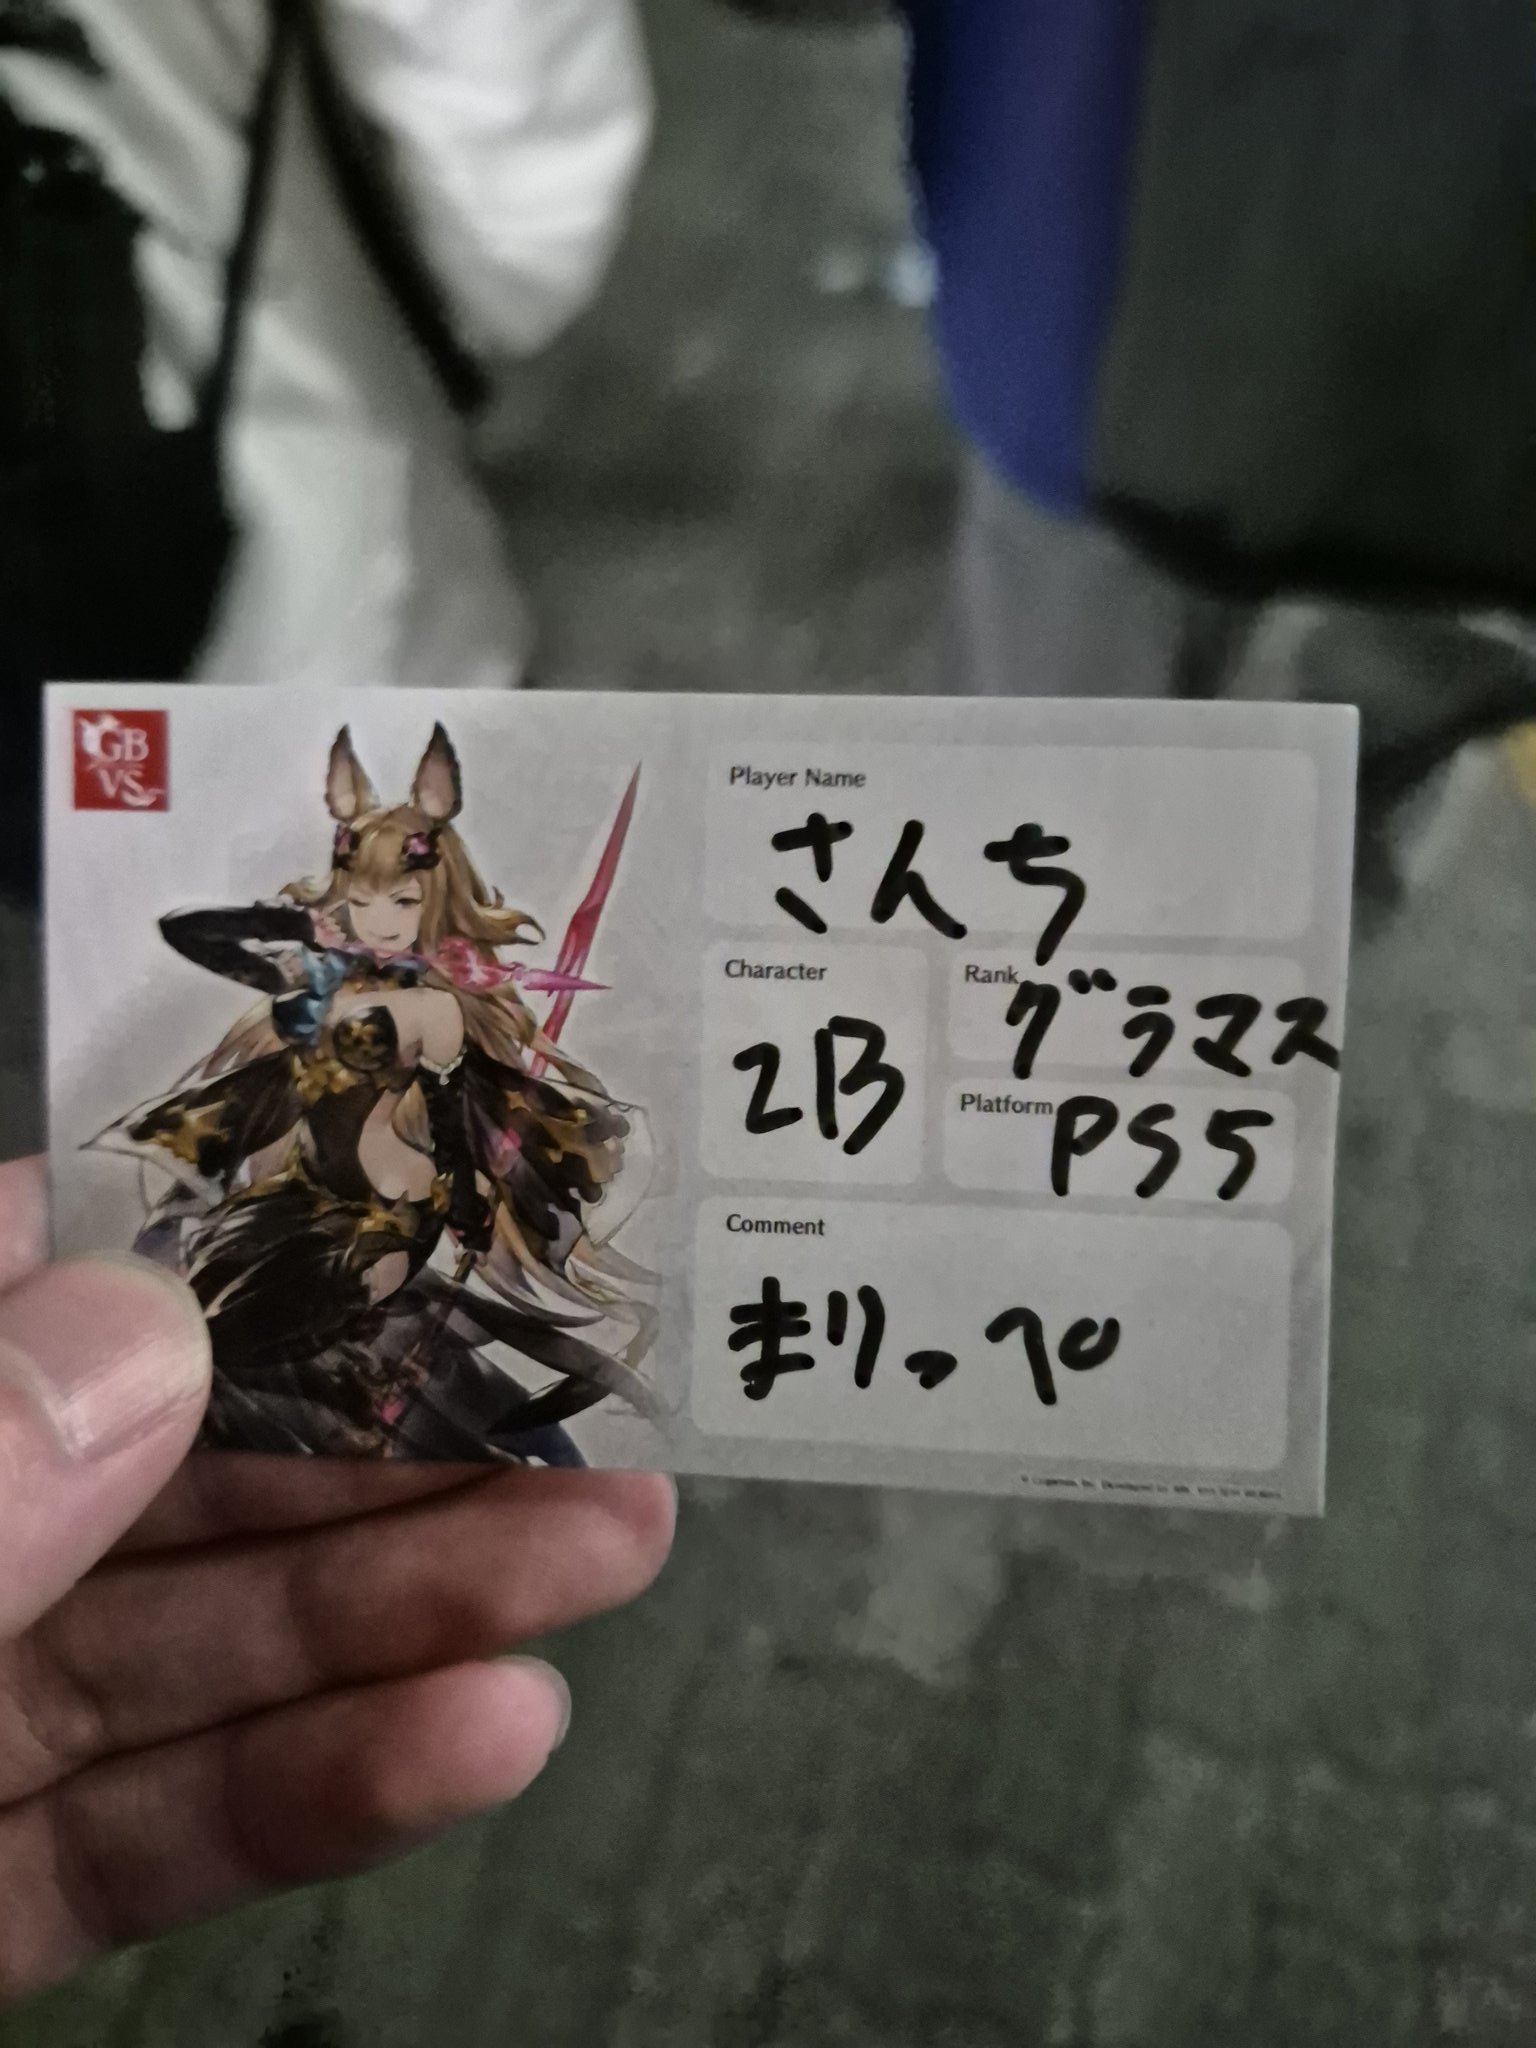 GB
VS
Player Name
さんち
Character
2B
Rank
グラマス
Platform
PS5
Comment
まりっぺ